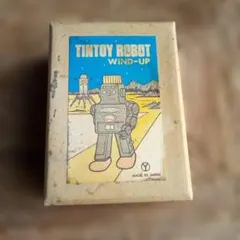 TINTOY ROBOT
WIND-UP
Y
MADE IN JAPAN